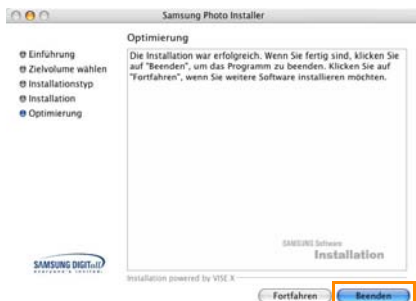 Samsung Photo Installer
Optimierung
Einführung
Zielvolume wählen
Installationstyp
Installation
Optimierung
Die Installation war erfolgreich. Wenn Sie fertig sind, klicken Sie
auf "Beenden", um das Programm zu beenden. Klicken Sie auf
"Fortfahren", wenn Sie weitere Software installieren möchten.
SAMSUNG Software
Installation
SAMSUNG DIGITall
everyone's invited.
Installation powered by VISE X
Fortfahren
Beenden